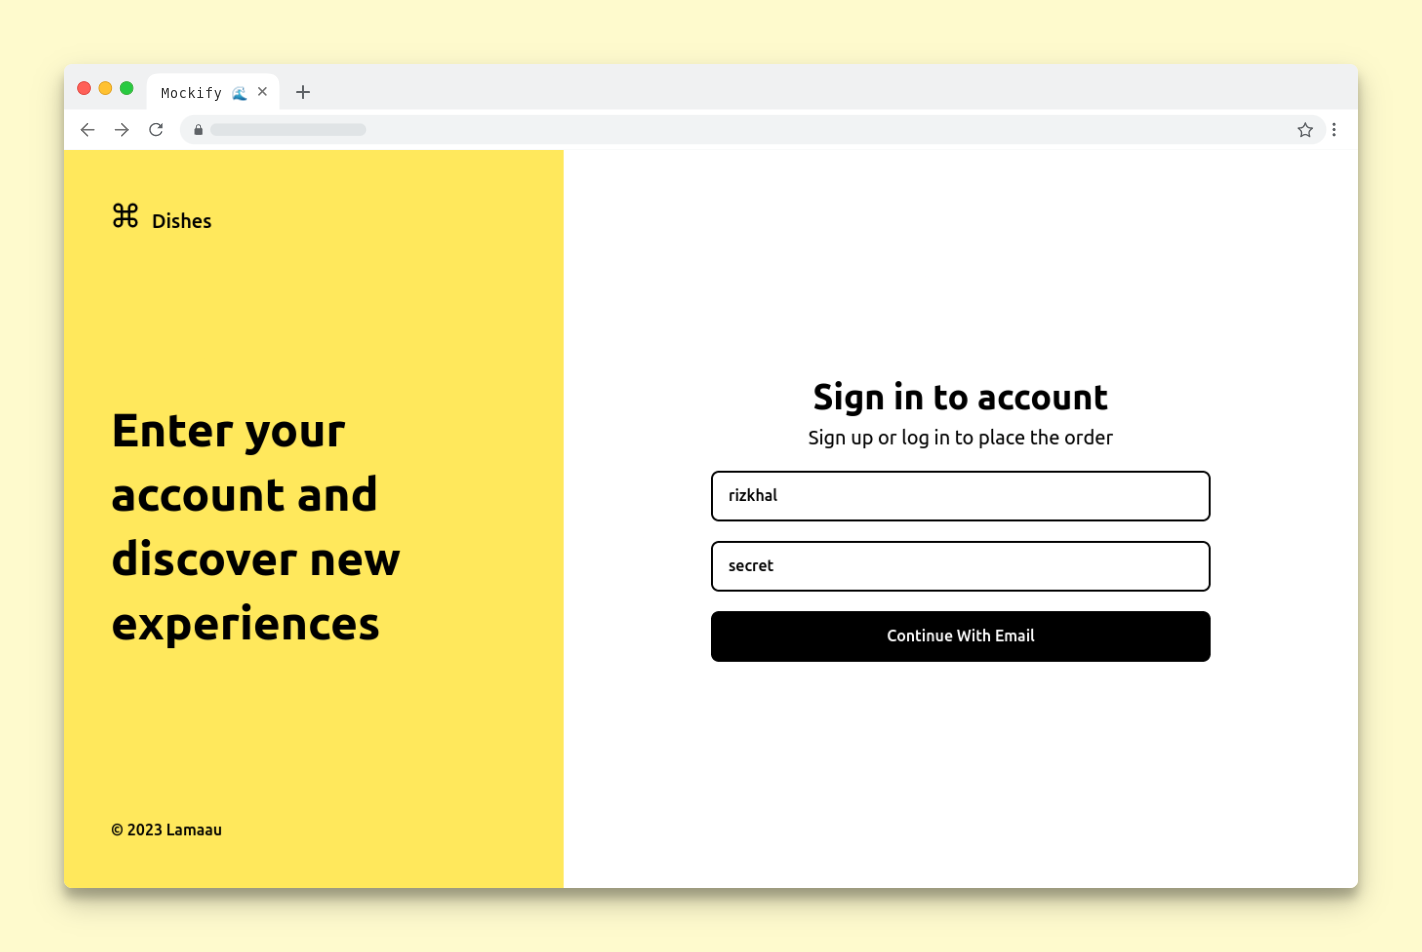 Mockify 🌊
Dishes
Enter your
account and
discover new
experiences
© 2023 Lamaau
Sign in to account
Sign up or log in to place the order
rizkhal
secret
Continue With Email